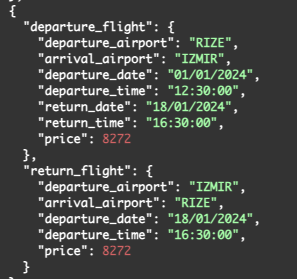 {
"departure_flight": {
"departure_airport": "RIZE",
"arrival_airport": "IZMIR",
"departure_date": "01/01/2024",
"departure_time": "12:30:00",
"return_date": "18/01/2024",
"return_time": "16:30:00",
"price": 8272
},
"return_flight": {
"departure_airport": "IZMIR",
"arrival_airport": "RIZE",
"departure_date": "18/01/2024",
"departure_time": "16:30:00",
"price": 8272
}